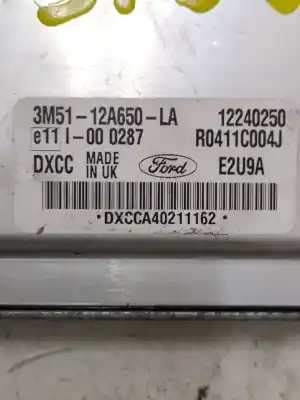 3M51-12A650-LA 12240250
e11 I-00 0287 R0411C004J
DXCC MADE IN UK Ford E2U9A
*DXCCA40211162*